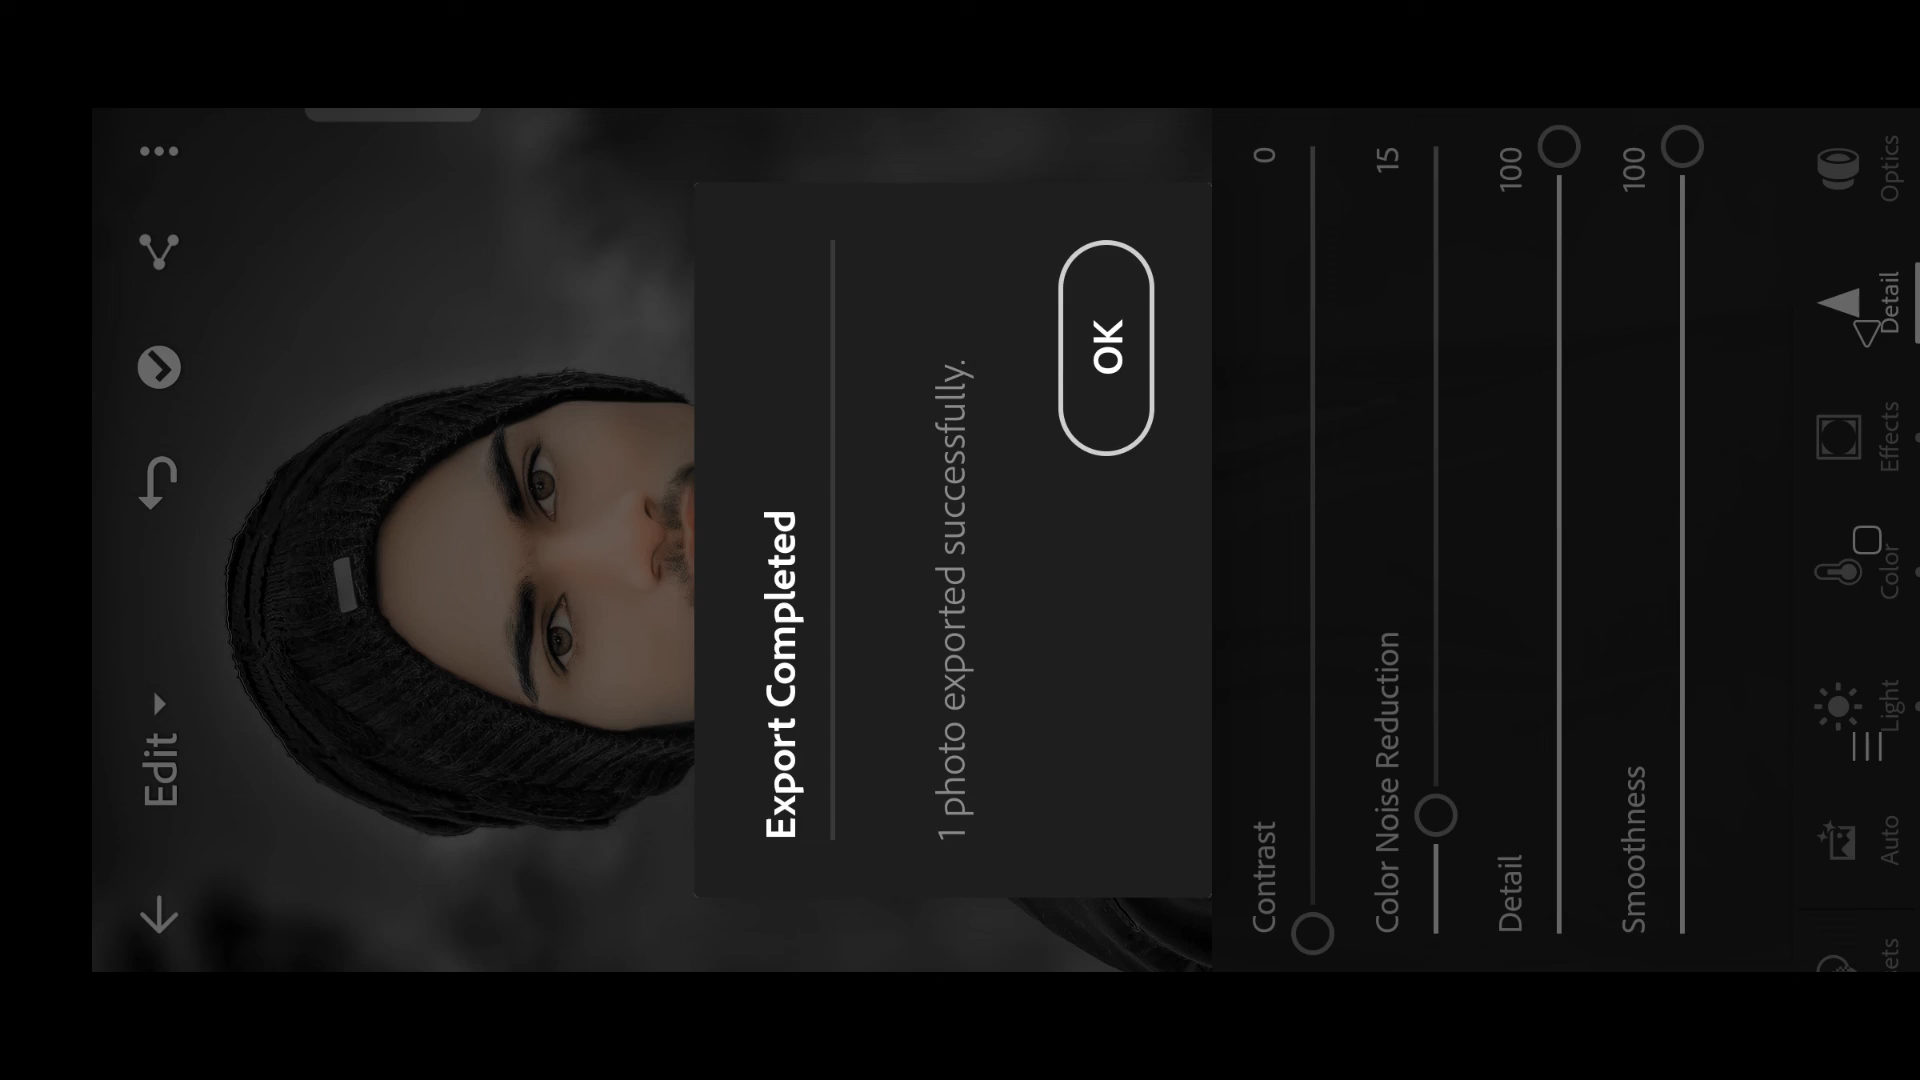 Edit
Export Completed
1 photo exported successfully.
OK
Contrast 0
Color Noise Reduction 15
Detail 100
Smoothness 100
ets Auto Light Color Effects Detail Optics